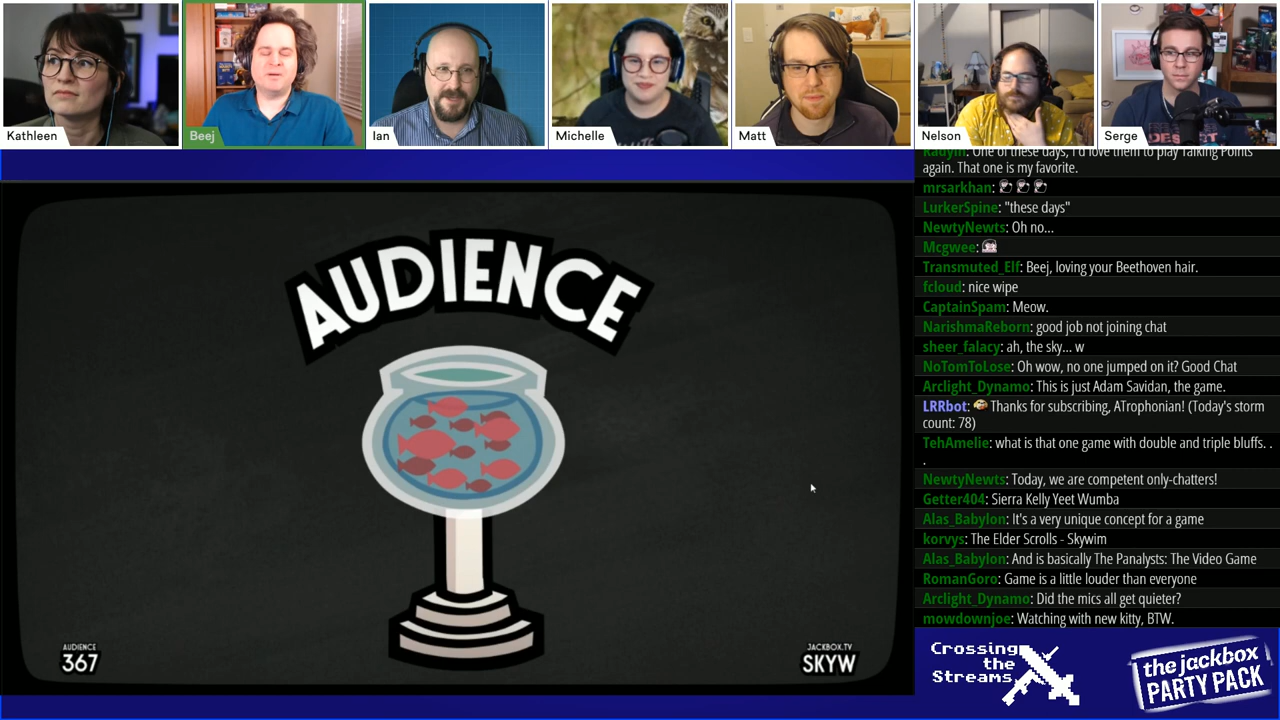 Kathleen
Beej
Ian
Michelle
Matt
Nelson
Serge
AUDIENCE
AUDIENCE
367
JACKBOX.TV
SKYW
Radyin: One of these days, I'd love them to play Talking Points
again. That one is my favorite.
mrsarkhan:
LurkerSpine: "these days"
NewtyNewts: Oh no...
Mcgwee:
Transmuted_Elf: Beej, loving your Beethoven hair.
fcloud: nice wipe
CaptainSpam: Meow.
NarishmaReborn: good job not joining chat
sheer_falacy: ah, the sky... w
NoTomToLose: Oh wow, no one jumped on it? Good Chat
Arclight_Dynamo: This is just Adam Savidan, the game.
LRRbot: Thanks for subscribing, ATrophonian! (Today's storm
count: 78)
TehAmelie: what is that one game with double and triple bluffs. .
.
NewtyNewts: Today, we are competent only-chatters!
Getter404: Sierra Kelly Yeet Wumba
Alas_Babylon: It's a very unique concept for a game
korvys: The Elder Scrolls - Skywim
Alas_Babylon: And is basically The Panalysts: The Video Game
RomanGoro: Game is a little louder than everyone
Arclight_Dynamo: Did the mics all get quieter?
mowdownjoe: Watching with new kitty, BTW.
Crossing
the
Streams
the jackbox
PARTY PACK